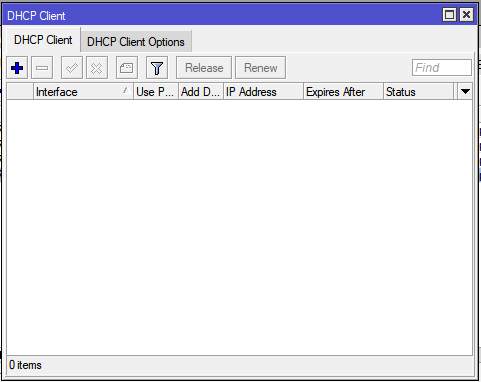 DHCP Client
DHCP Client DHCP Client Options
Release Renew Find
Interface Use P... Add D... IP Address Expires After Status
0 items